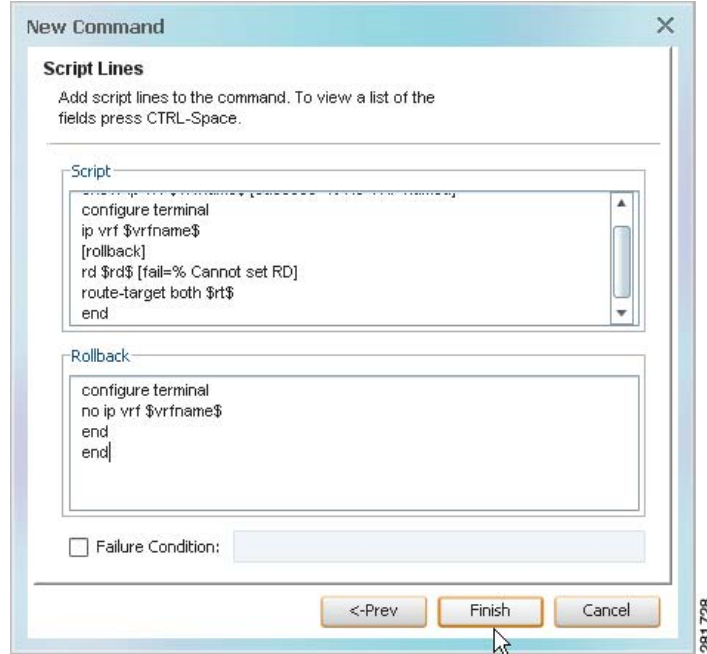 New Command
Script Lines
Add script lines to the command. To view a list of the
fields press CTRL-Space.
Script
configure terminal
ip vrf $vrfname$
[rollback]
rd $rd$ [fail=% Cannot set RD]
route-target both $rt$
end
Rollback
configure terminal
no ip vrf $vrfname$
end
end
Failure Condition:
<-Prev
Finish
Cancel
281728